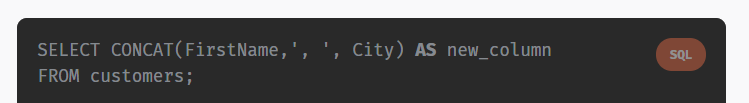 SELECT CONCAT(FirstName,', ', City) AS new_column
SQL
FROM customers;